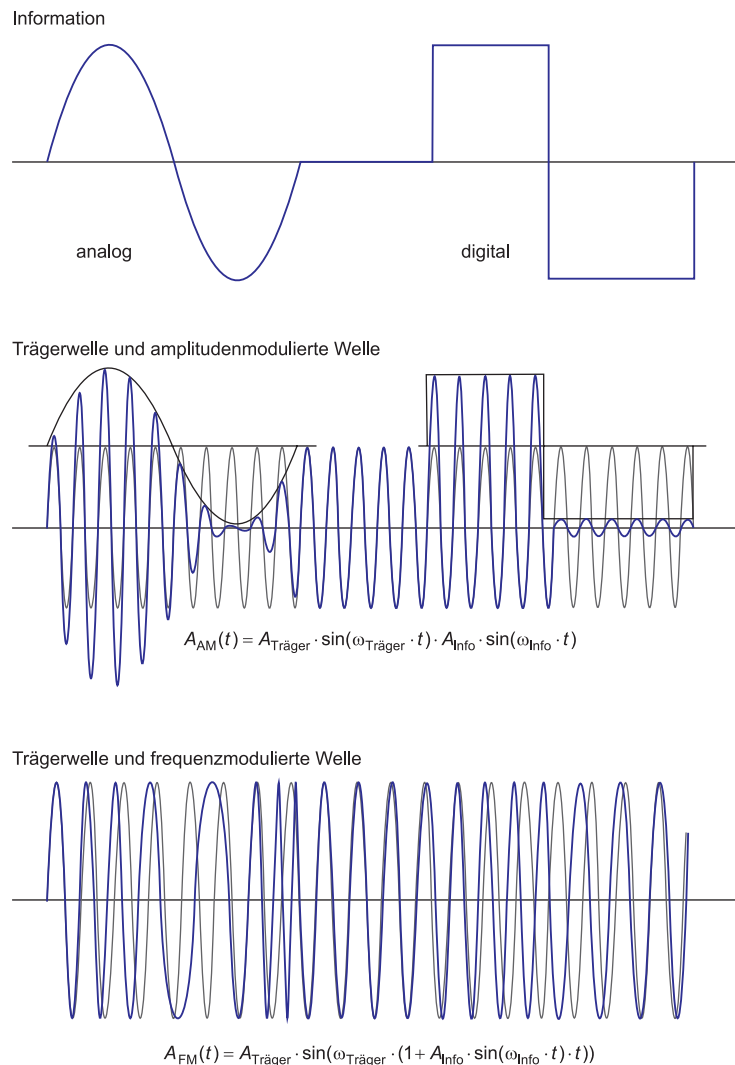 Information
analog
digital
Trägerwelle und amplitudenmodulierte Welle
A_AM(t) = A_Träger · sin(ω_Träger · t) · A_Info · sin(ω_Info · t)
Trägerwelle und frequenzmodulierte Welle
A_FM(t) = A_Träger · sin(ω_Träger · (1 + A_Info · sin(ω_Info · t) · t))